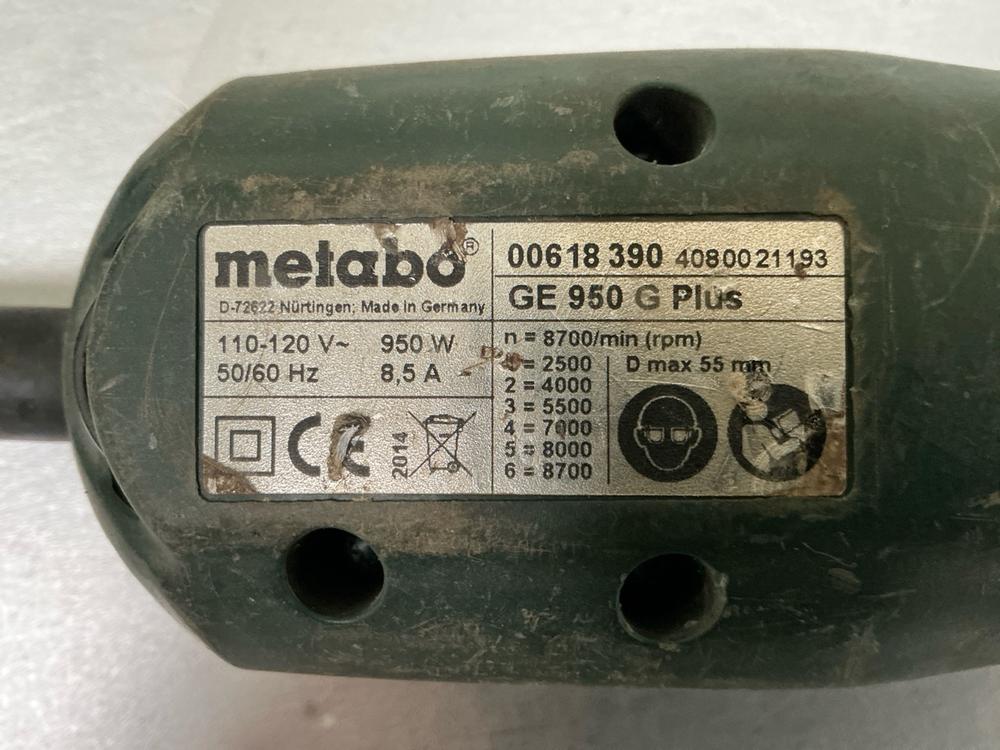 metabo®
D-72622 Nürtingen, Made in Germany
00618 390 4080021193
GE 950 G Plus
110-120 V~ 950 W
50/60 Hz 8,5 A
n = 8700/min (rpm)
= 2500
2 = 4000
3 = 5500
4 = 7000
5 = 8000
6 = 8700
D max 55 mm
CE
2014